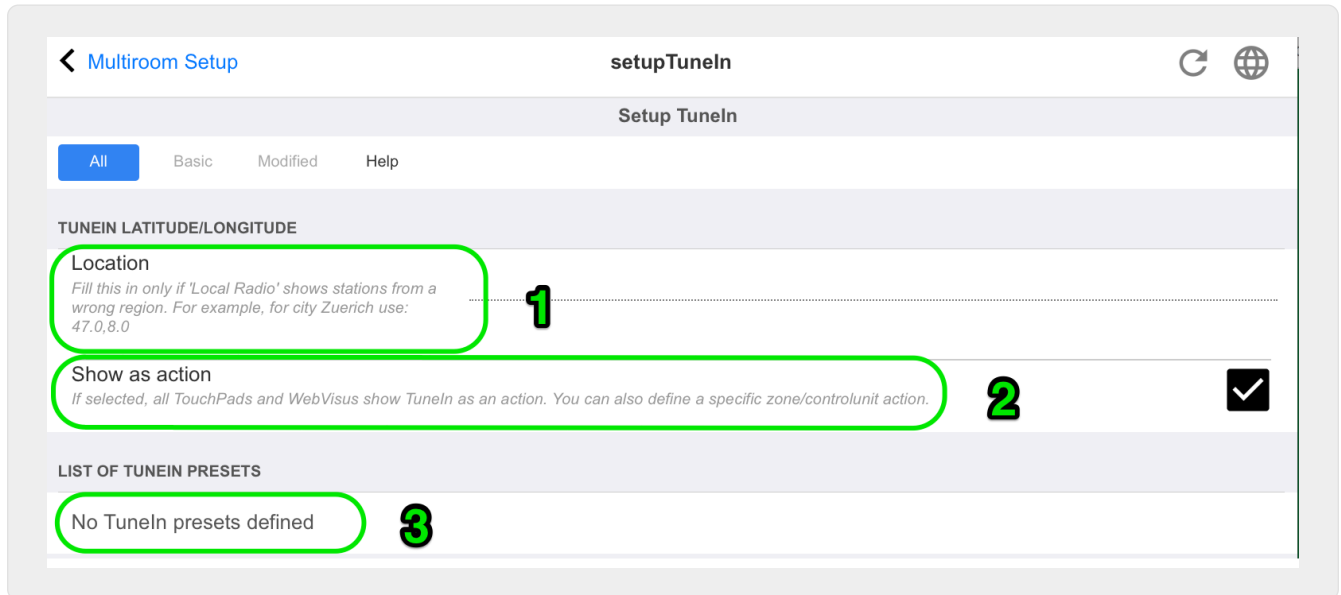 Multiroom Setup
setupTuneIn
Setup TuneIn
All
Basic
Modified
Help
TUNEIN LATITUDE/LONGITUDE
Location
Fill this in only if 'Local Radio' shows stations from a
wrong region. For example, for city Zuerich use:
47.0,8.0
1
Show as action
If selected, all TouchPads and WebVisus show TuneIn as an action. You can also define a specific zone/controlunit action.
2
LIST OF TUNEIN PRESETS
No TuneIn presets defined
3